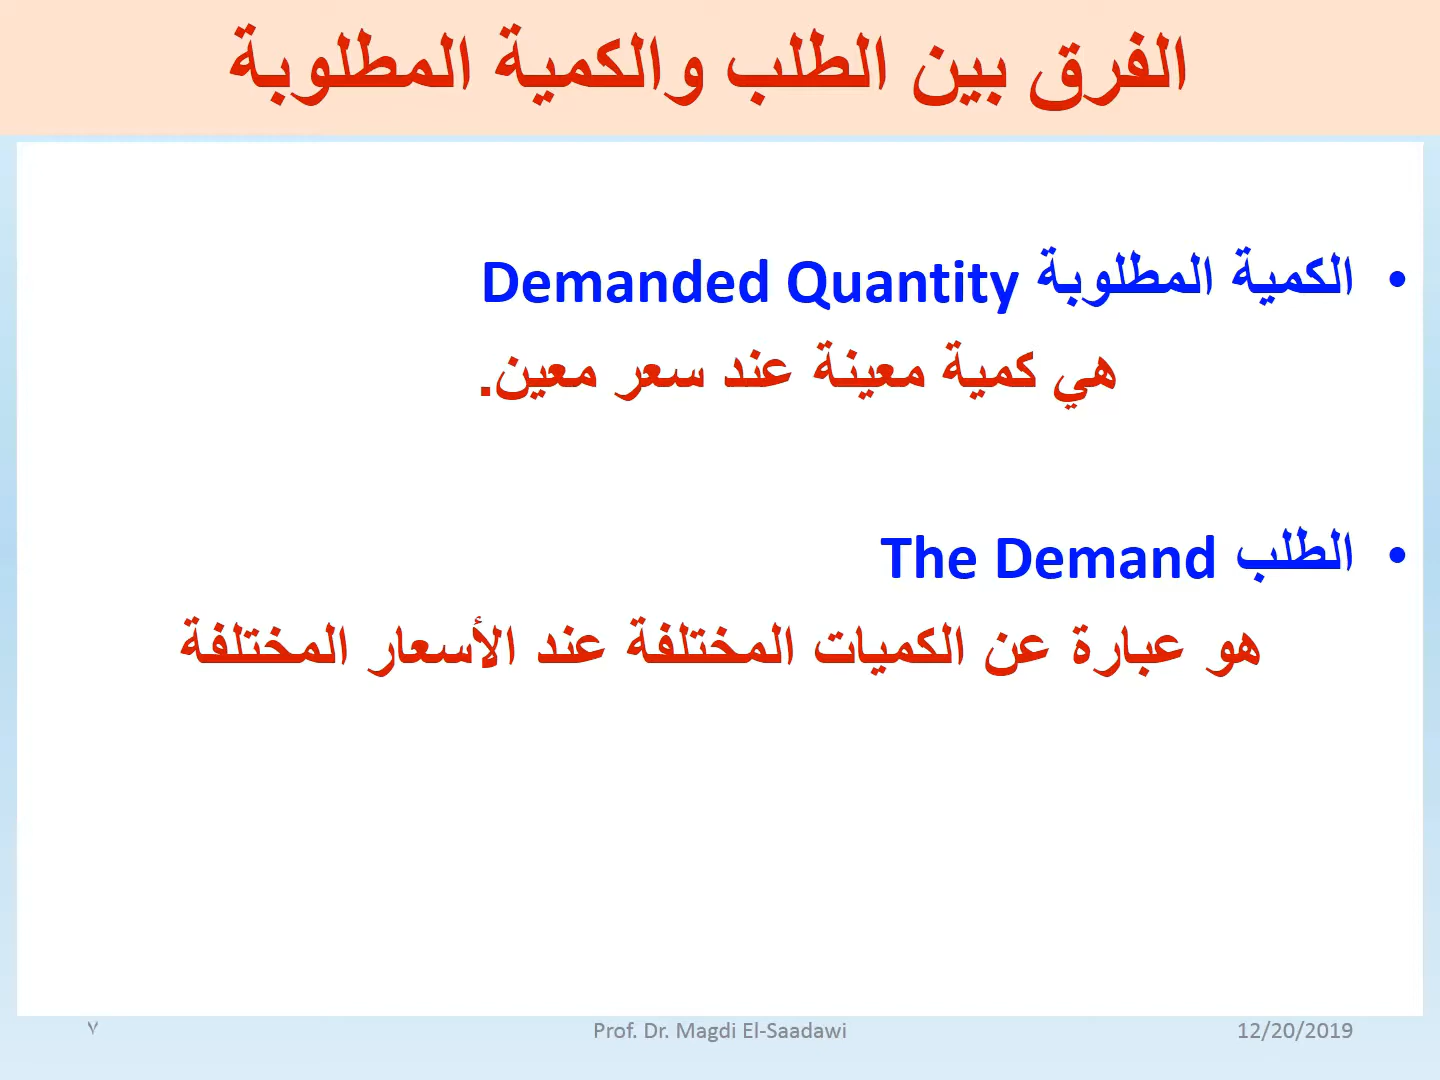 الفرق بين الطلب والكمية المطلوبة
• الكمية المطلوبة Demanded Quantity
هي كمية معينة عند سعر معين.
• الطلب The Demand
هو عبارة عن الكميات المختلفة عند الأسعار المختلفة
٧ Prof. Dr. Magdi El-Saadawi 12/20/2019